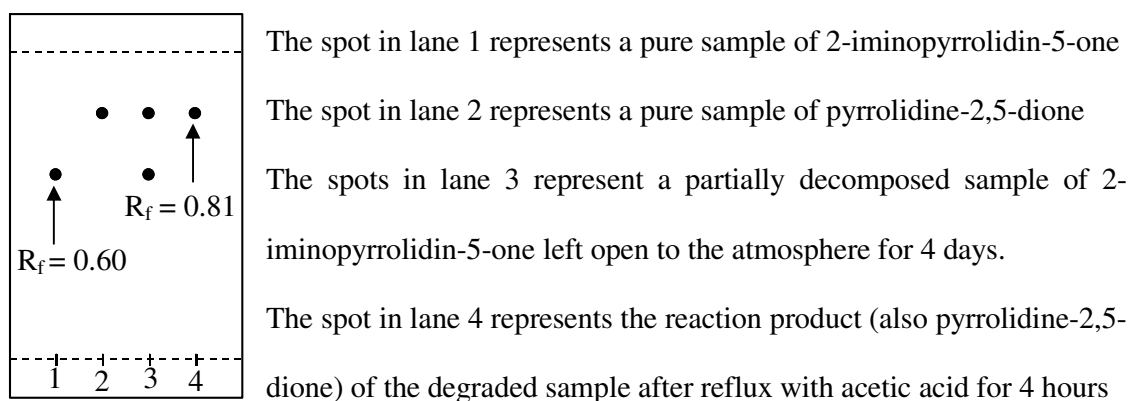 The spot in lane 1 represents a pure sample of 2-iminopyrrolidin-5-one
The spot in lane 2 represents a pure sample of pyrrolidine-2,5-dione
The spots in lane 3 represent a partially decomposed sample of 2-
iminopyrrolidin-5-one left open to the atmosphere for 4 days.
The spot in lane 4 represents the reaction product (also pyrrolidine-2,5-
dione) of the degraded sample after reflux with acetic acid for 4 hours
Rf = 0.81
Rf = 0.60
1 2 3 4